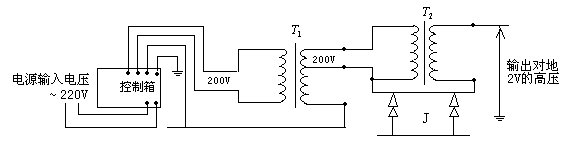 T₁
T₂
200V
200V
电源输入电压
~220V
控制箱
输出对地
2V的高压
J